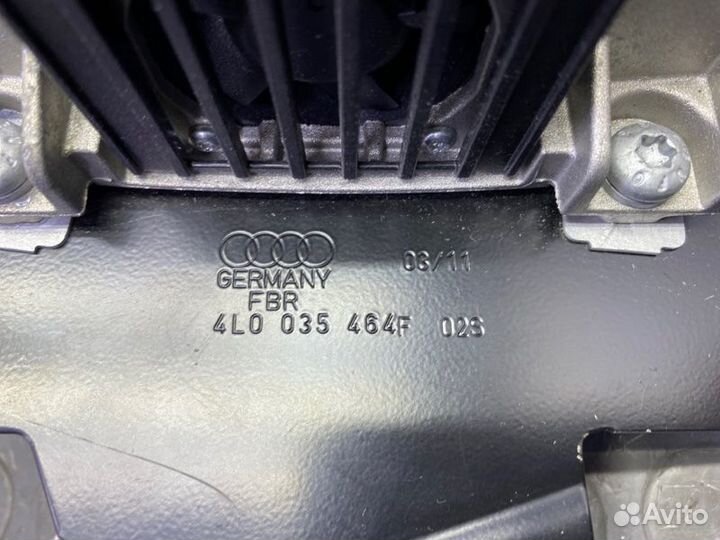 03/11
GERMANY
FBR
4L0 035 464F 02S
Avito